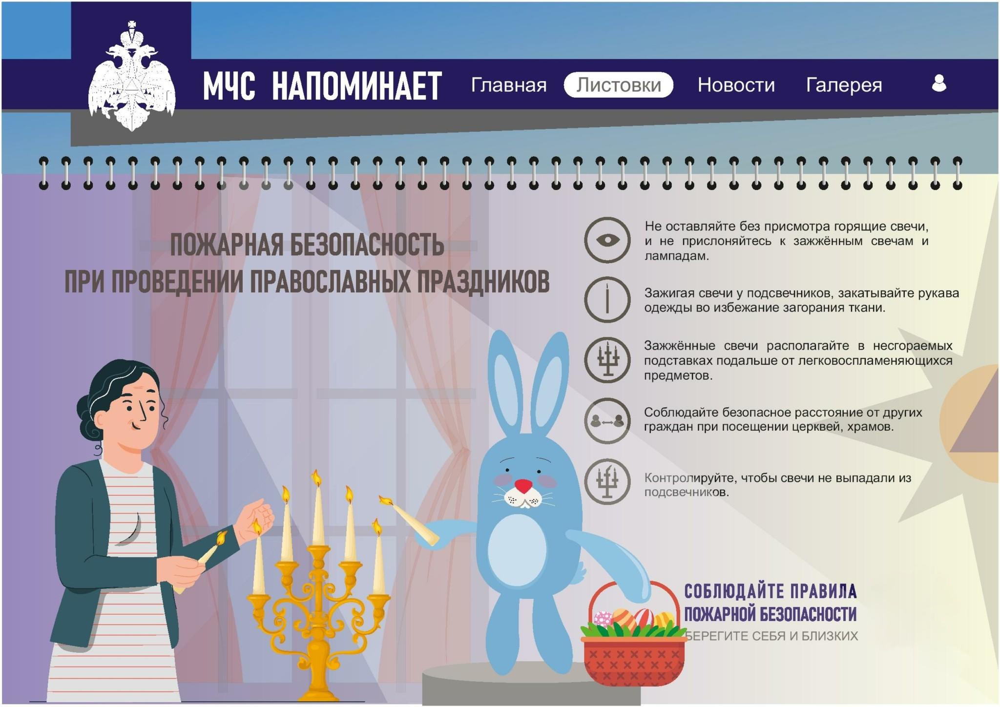 МЧС НАПОМИНАЕТ
Главная
Листовки
Новости
Галерея
ПОЖАРНАЯ БЕЗОПАСНОСТЬ
ПРИ ПРОВЕДЕНИИ ПРАВОСЛАВНЫХ ПРАЗДНИКОВ
Не оставляйте без присмотра горящие свечи,
и не прислоняйтесь к зажжённым свечам и
лампадам.
Зажигая свечи у подсвечников, закатывайте рукава
одежды во избежание загорания ткани.
Зажжённые свечи располагайте в несгораемых
подставках подальше от легковоспламеняющихся
предметов.
Соблюдайте безопасное расстояние от других
граждан при посещении церквей, храмов.
Контролируйте, чтобы свечи не выпадали из
подсвечников.
СОБЛЮДАЙТЕ ПРАВИЛА
ПОЖАРНОЙ БЕЗОПАСНОСТИ
БЕРЕГИТЕ СЕБЯ И БЛИЗКИХ